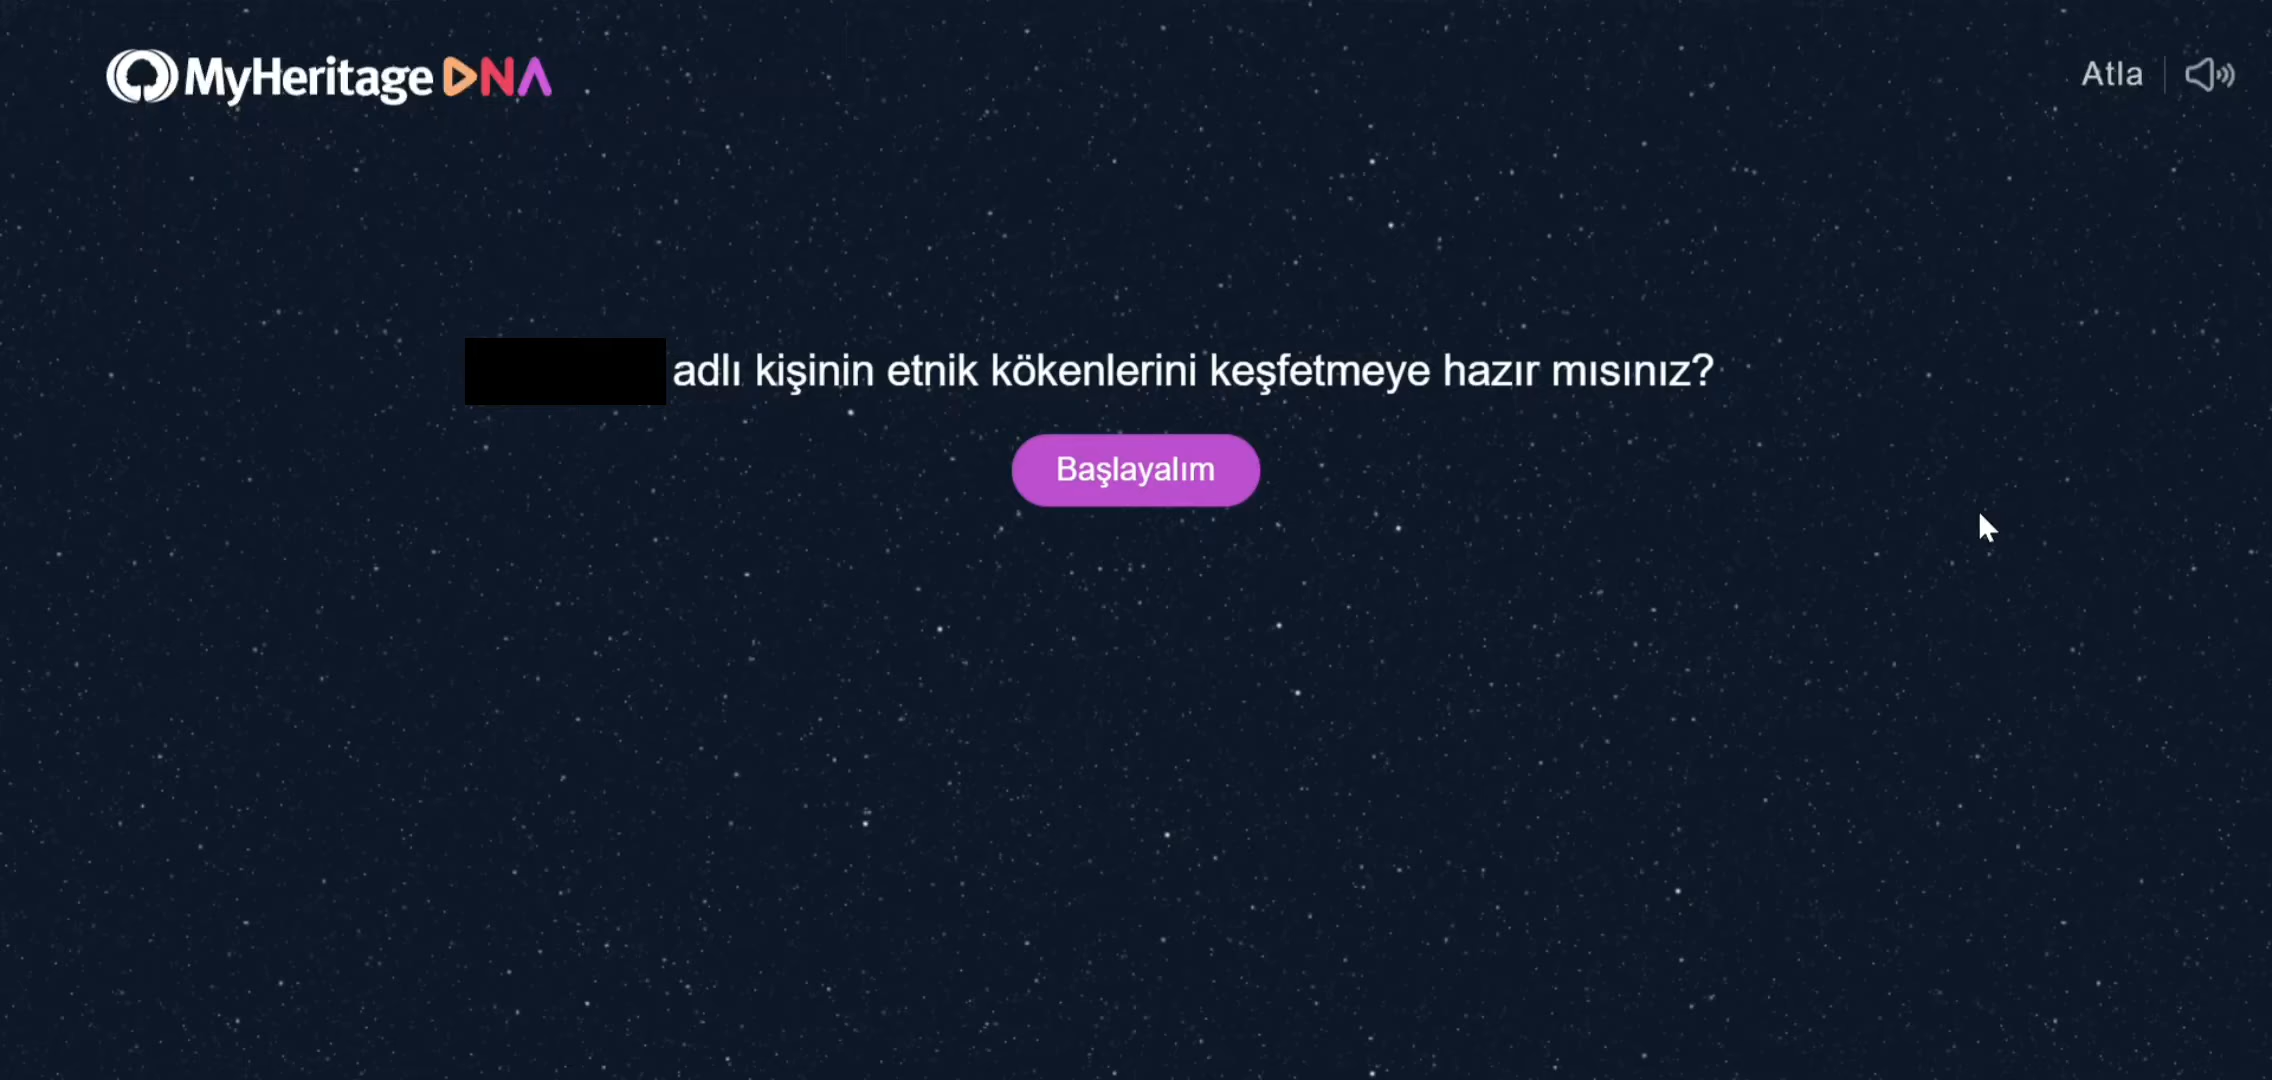 MyHeritage DNA
Atla
adlı kişinin etnik kökenlerini keşfetmeye hazır mısınız?
Başlayalım